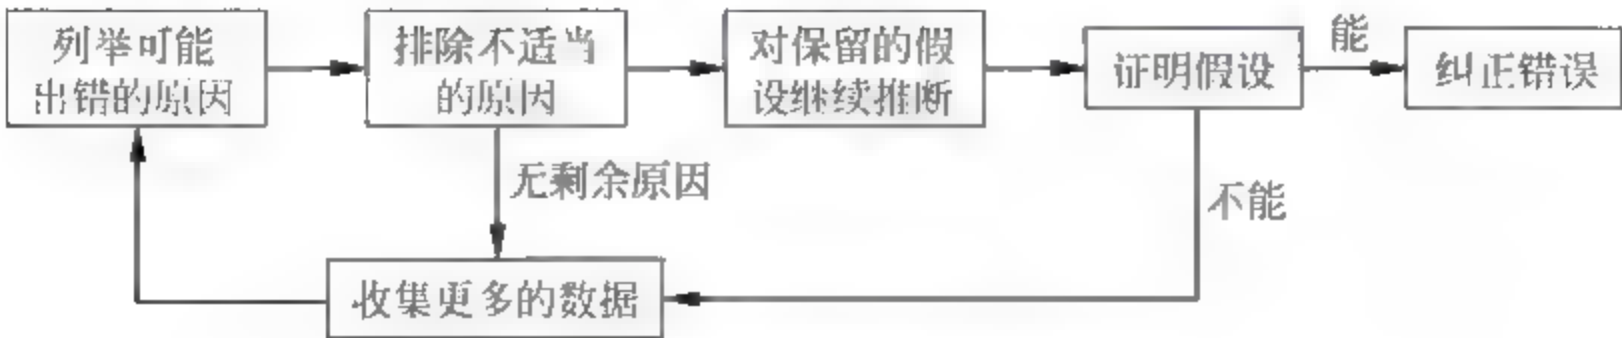 列举可能
出错的原因
排除不适当
的原因
对保留的假
设继续推断
证明假设
能
纠正错误
无剩余原因
不能
收集更多的数据